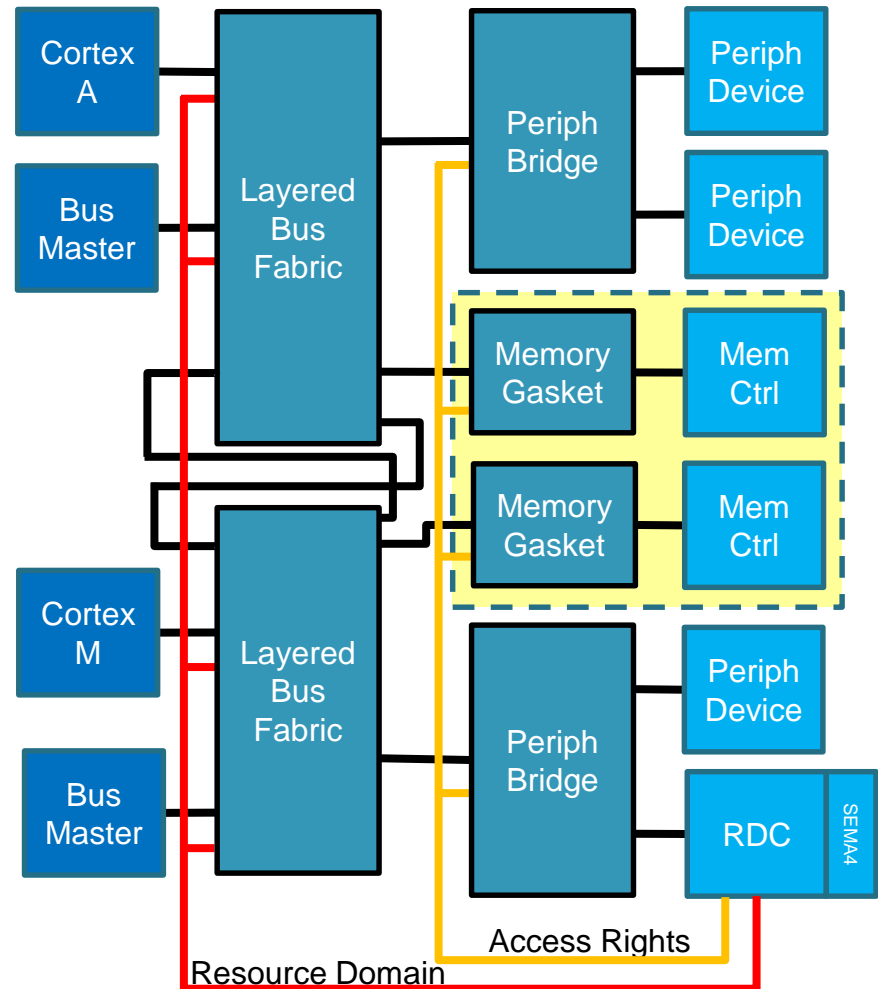 Cortex
A
Bus
Master
Layered
Bus
Fabric
Periph
Bridge
Periph
Device
Periph
Device
Memory
Gasket
Mem
Ctrl
Memory
Gasket
Mem
Ctrl
Cortex
M
Bus
Master
Layered
Bus
Fabric
Periph
Bridge
Periph
Device
RDC
SEMA4
Access Rights
Resource Domain